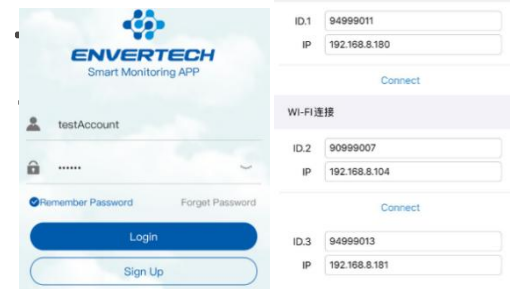 ENVERTECH
Smart Monitoring APP
testAccount
••••••
Remember Password Forget Password
Login
Sign Up
ID.1 94999011
IP 192.168.8.180
Connect
WI-FI连接
ID.2 90999007
IP 192.168.8.104
Connect
ID.3 94999013
IP 192.168.8.181